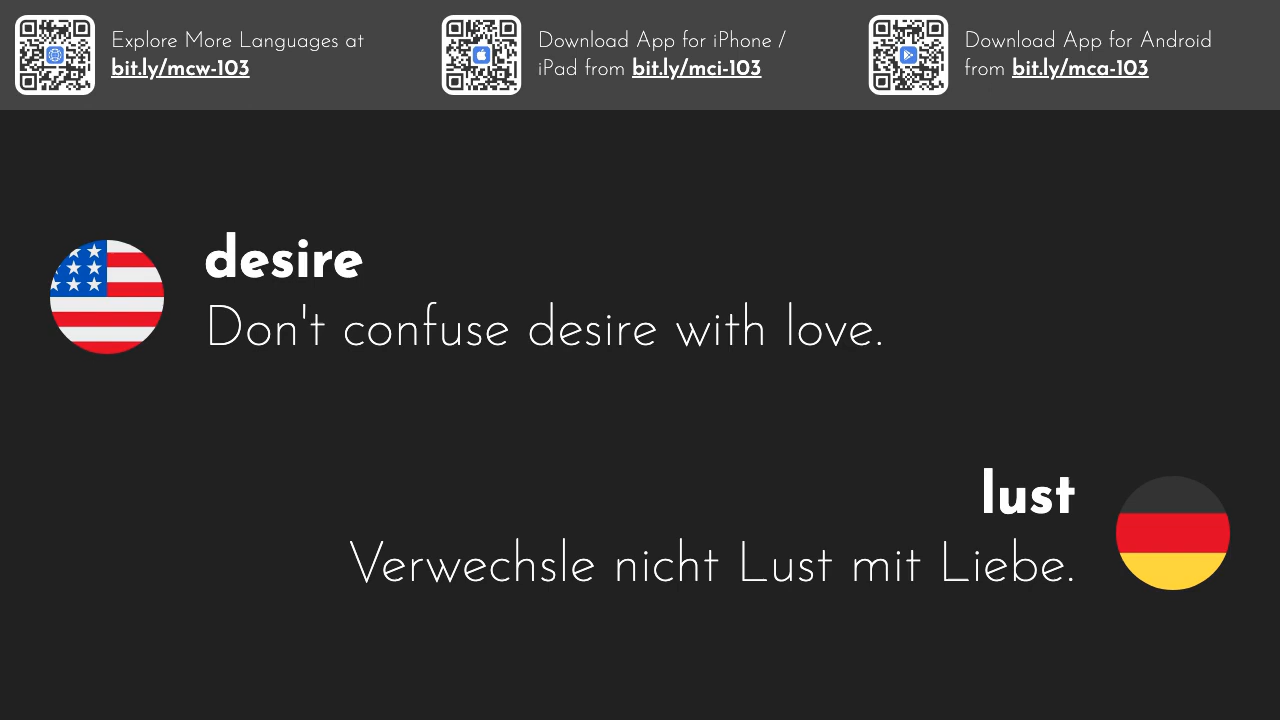 Explore More Languages at
bit.ly/mcw-103
Download App for iPhone /
iPad from bit.ly/mci-103
Download App for Android
from bit.ly/mca-103
desire
Don't confuse desire with love.
lust
Verwechsle nicht Lust mit Liebe.